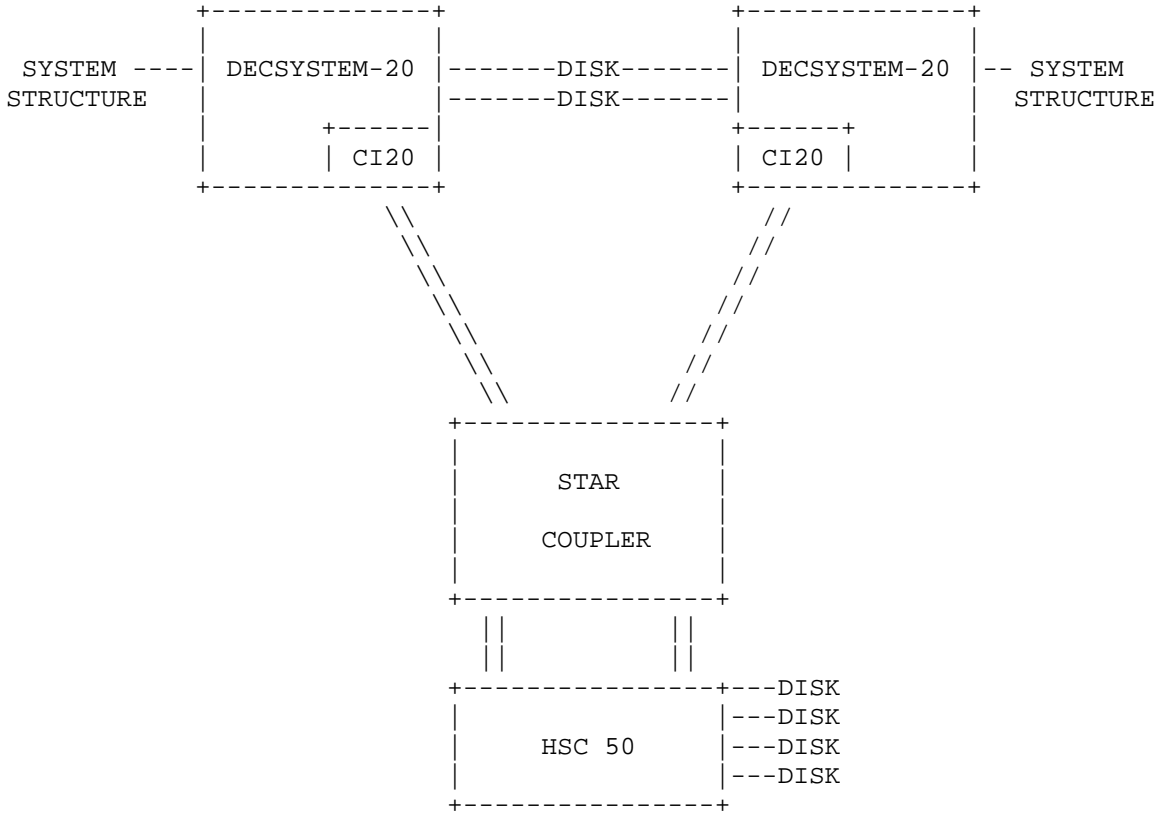 SYSTEM DECSYSTEM-20 DISK DECSYSTEM-20 SYSTEM
STRUCTURE DISK STRUCTURE
CI20 CI20
STAR
COUPLER
DISK
DISK
HSC 50 DISK
DISK